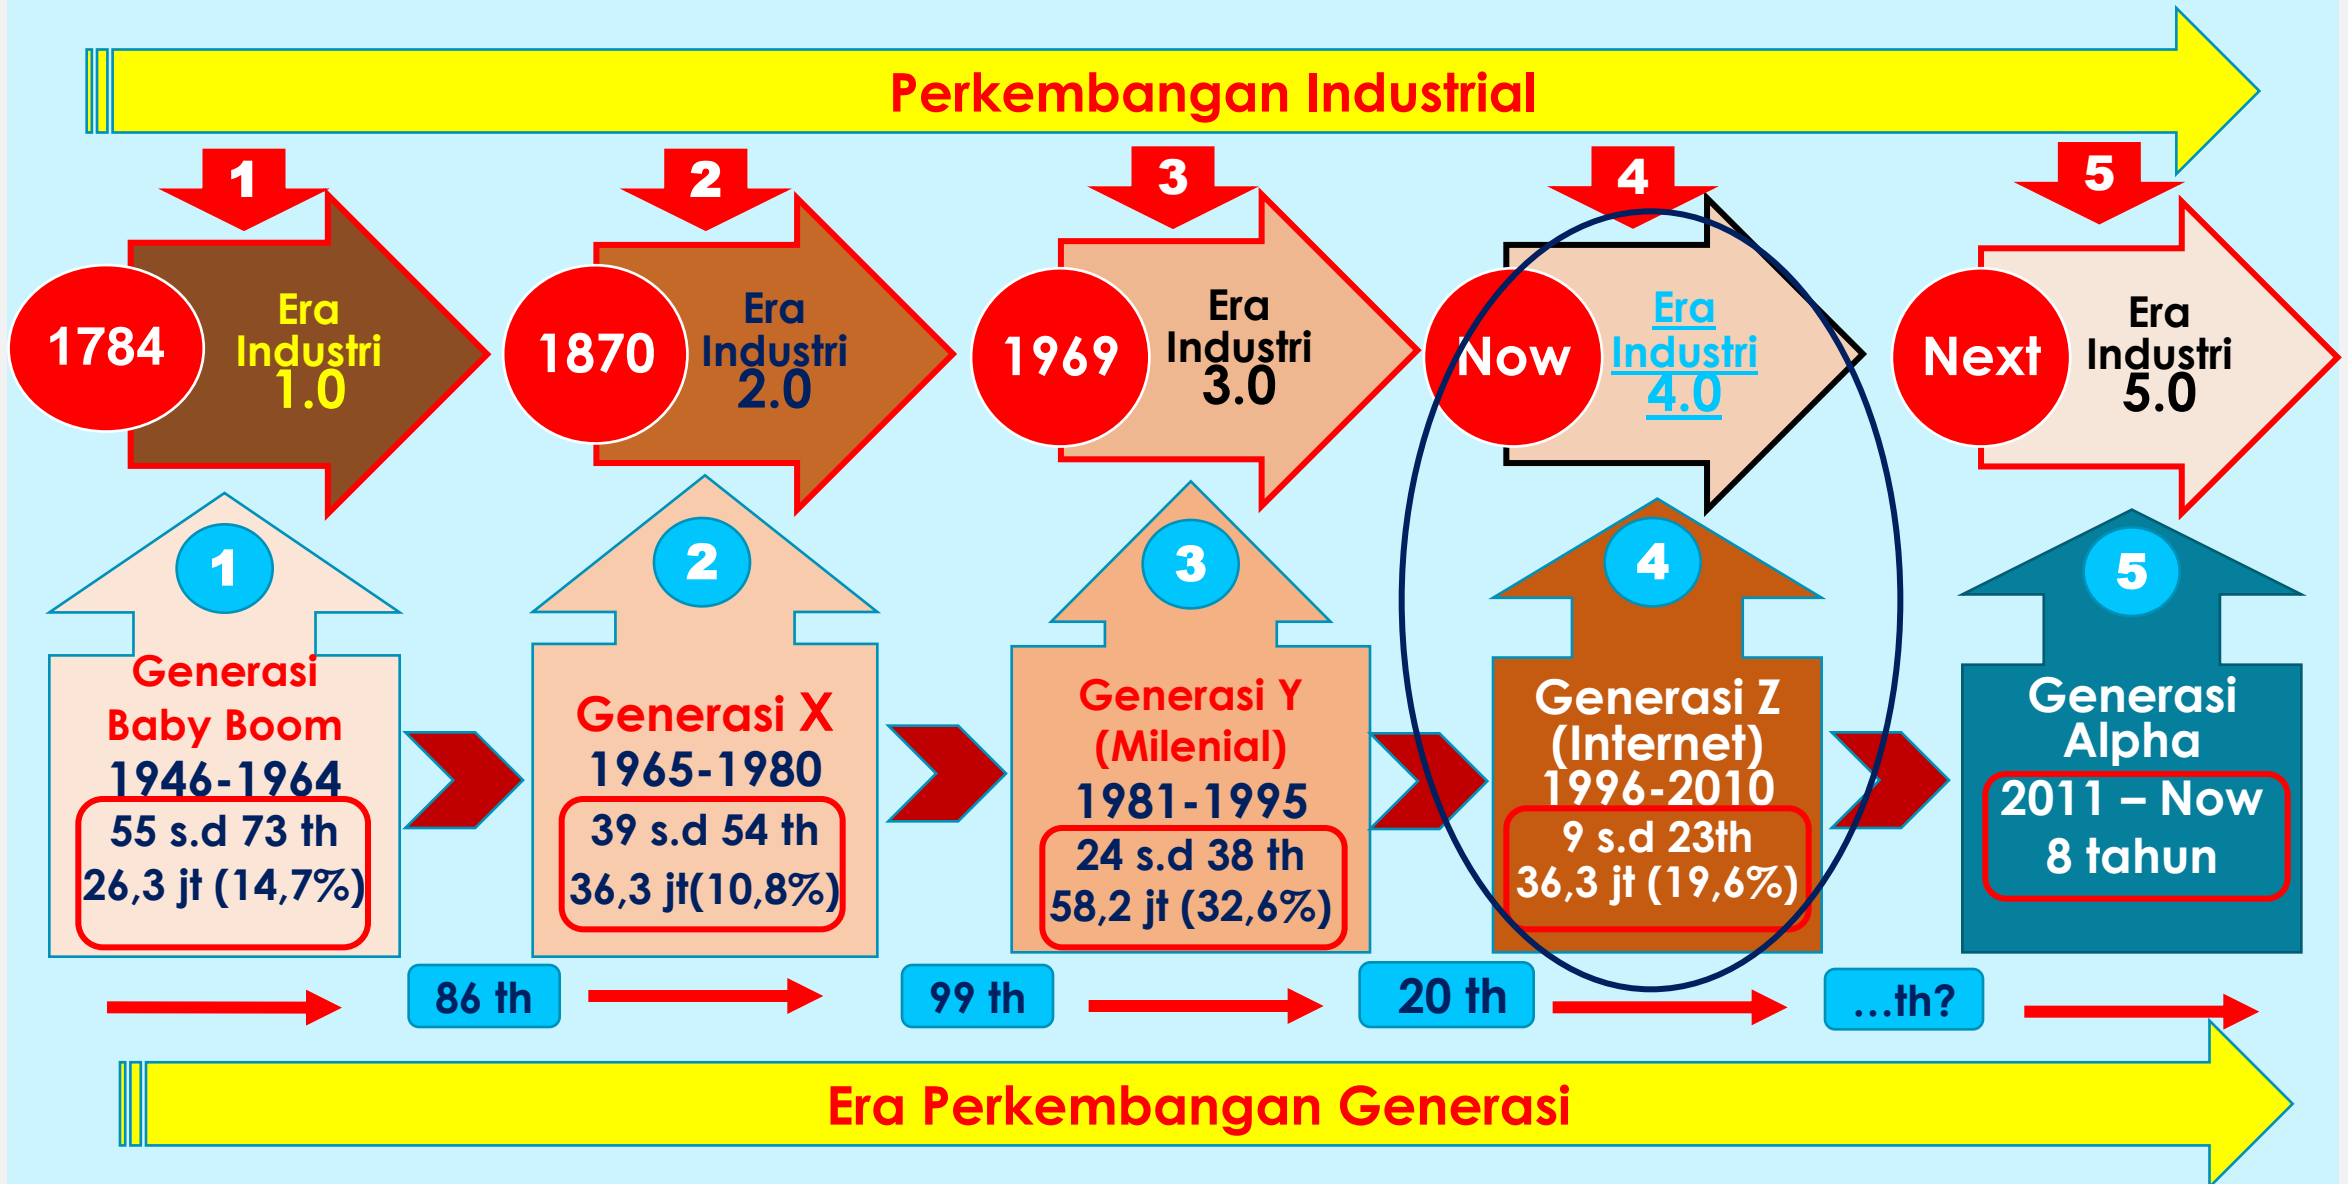 Perkembangan Industrial
1
2
3
4
5
1784
Era
Industri
1.0
1870
Era
Industri
2.0
1969
Era
Industri
3.0
Now
Era
Industri
4.0
Next
Era
Industri
5.0
1
Generasi
Baby Boom
1946-1964
55 s.d 73 th
26,3 jt (14,7%)
2
Generasi X
1965-1980
39 s.d 54 th
36,3 jt(10,8%)
3
Generasi Y
(Milenial)
1981-1995
24 s.d 38 th
58,2 jt (32,6%)
4
Generasi Z
(Internet)
1996-2010
9 s.d 23th
36,3 jt (19,6%)
5
Generasi
Alpha
2011 – Now
8 tahun
86 th
99 th
20 th
...th?
Era Perkembangan Generasi